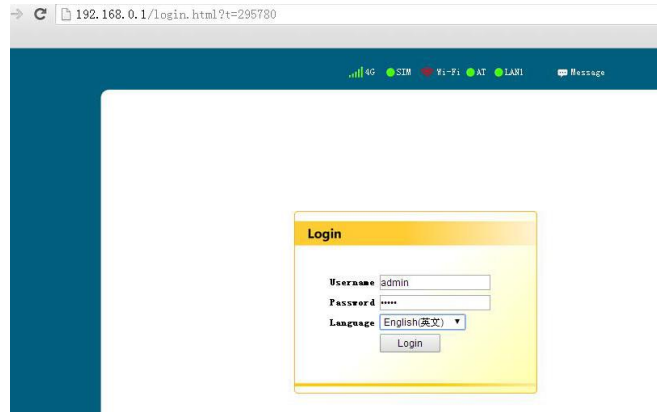 192.168.0.1/login.html?t=295780
4G SIM Wi-Fi AT LAN1 Message
Login
Username admin
Password •••••
Language English(英文)
Login